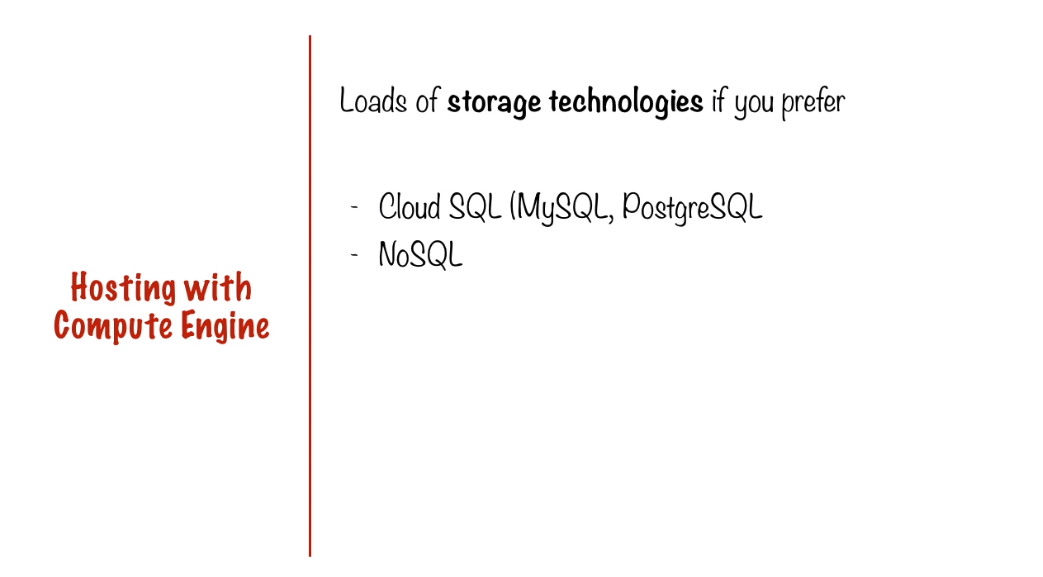 Loads of storage technologies if you prefer
- Cloud SQL (MySQL, PostgreSQL
- NoSQL
Hosting with
Compute Engine